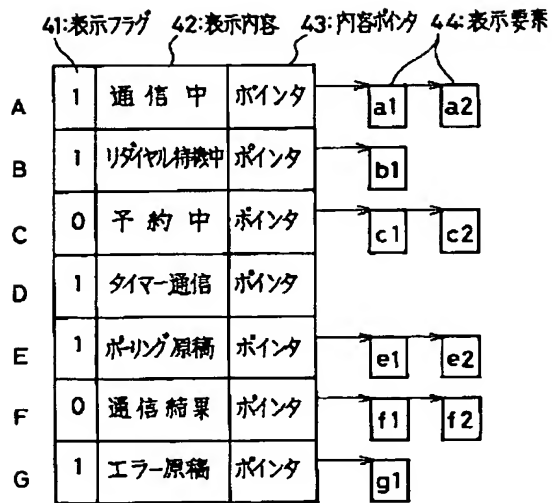 41:表示フラグ 42:表示内容 43:内容ポインタ 44:表示要素
A 1 通信中 ポインタ a1 a2
B 1 リダイヤル待機中 ポインタ b1
C 0 予約中 ポインタ c1 c2
D 1 タイマー通信 ポインタ
E 1 ポーリング原稿 ポインタ e1 e2
F 0 通信結果 ポインタ f1 f2
G 1 エラー原稿 ポインタ g1